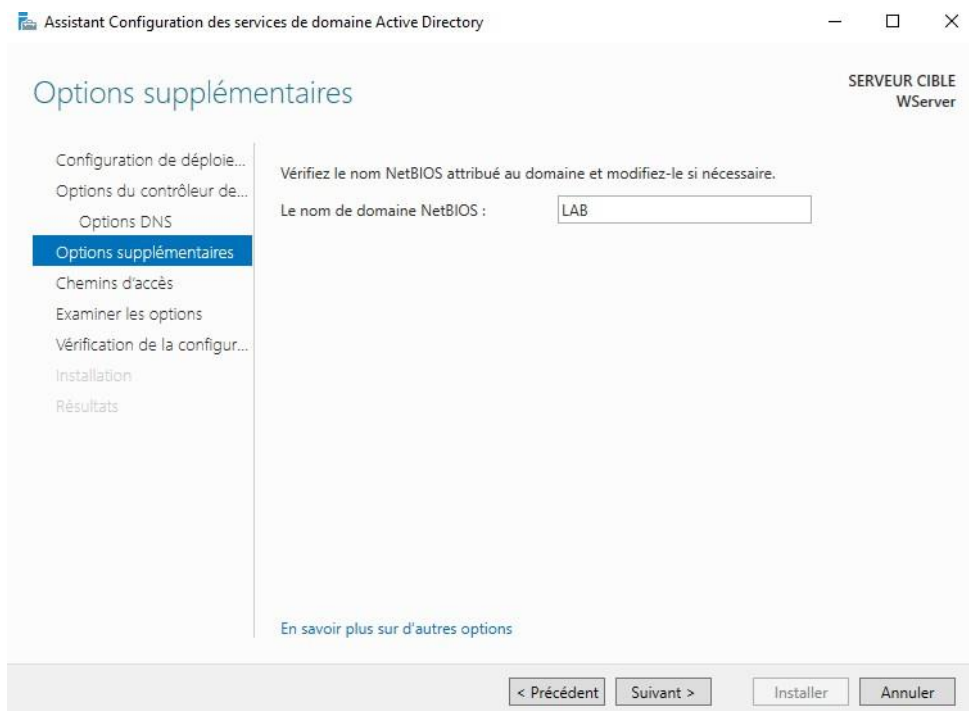 Assistant Configuration des services de domaine Active Directory
Options supplémentaires
SERVEUR CIBLE
WServer
Configuration de déploie...
Options du contrôleur de...
Options DNS
Options supplémentaires
Chemins d'accès
Examiner les options
Vérification de la configur...
Installation
Résultats
Vérifiez le nom NetBIOS attribué au domaine et modifiez-le si nécessaire.
Le nom de domaine NetBIOS : LAB
En savoir plus sur d'autres options
< Précédent Suivant > Installer Annuler